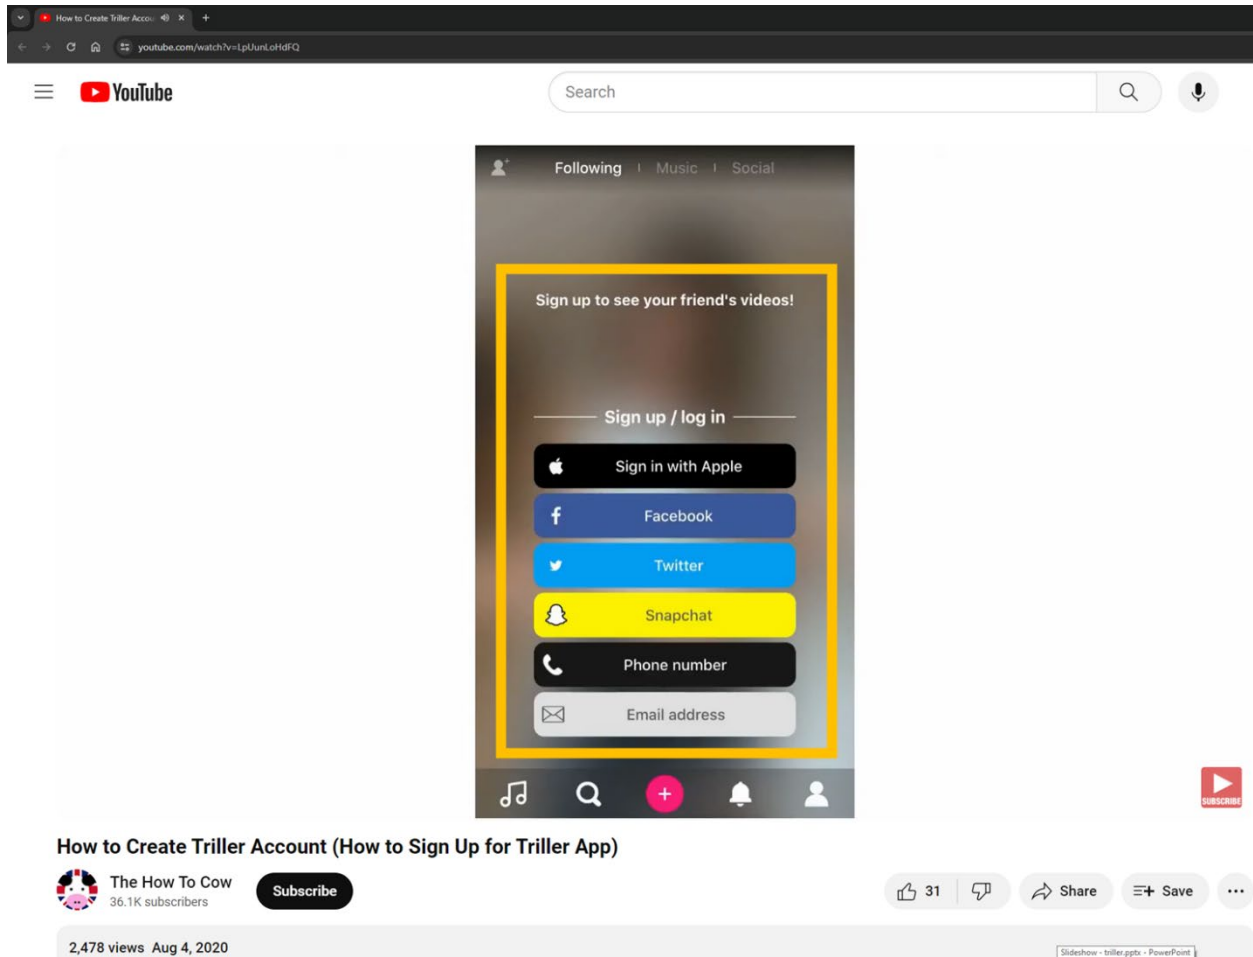 How to Create Triller Accou
youtube.com/watch?v=LpUunLoHdFQ
YouTube
Search
Following | Music | Social
Sign up to see your friend's videos!
Sign up / log in
Sign in with Apple
Facebook
Twitter
Snapchat
Phone number
Email address
SUBSCRIBE
How to Create Triller Account (How to Sign Up for Triller App)
The How To Cow
36.1K subscribers
Subscribe
31
Share
Save
2,478 views Aug 4, 2020
Slideshow - triller.pptx - PowerPoint